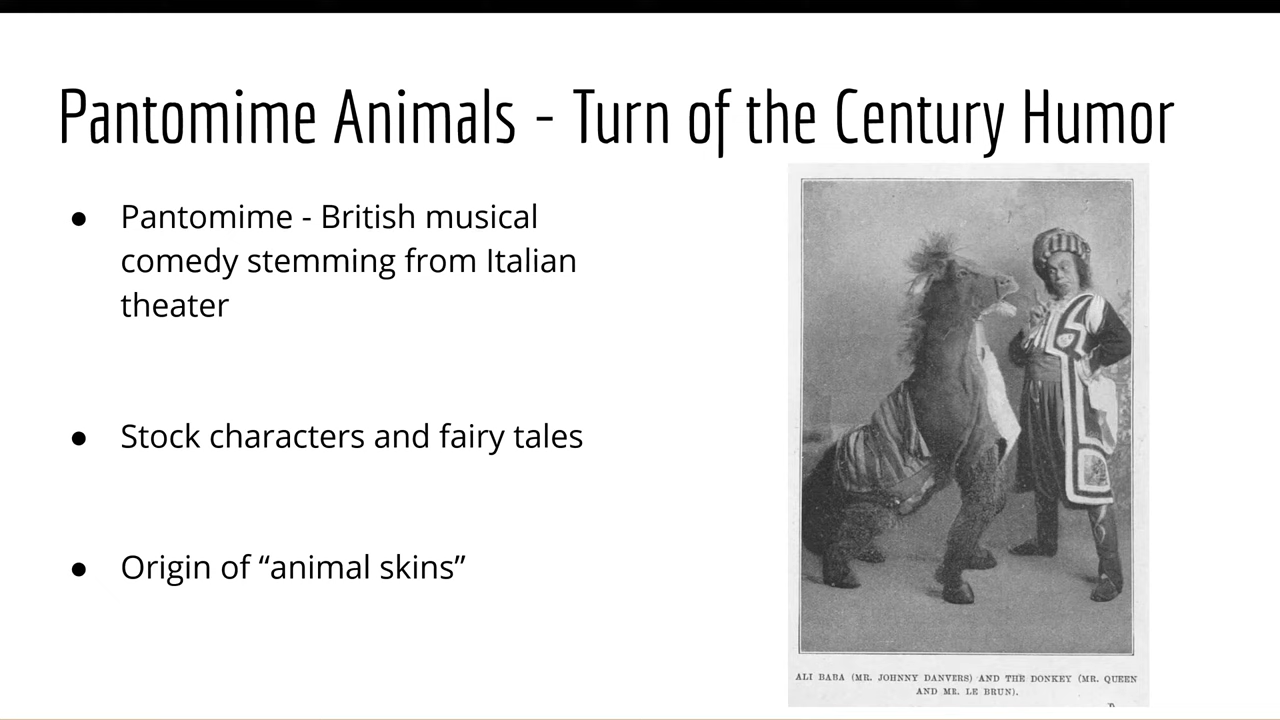 Pantomime Animals - Turn of the Century Humor
● Pantomime - British musical
comedy stemming from Italian
theater
● Stock characters and fairy tales
● Origin of “animal skins”
ALI BABA (MR. JOHNNY DANVERS) AND THE DONKEY (MR. QUEEN
AND MR. LE BRUN).